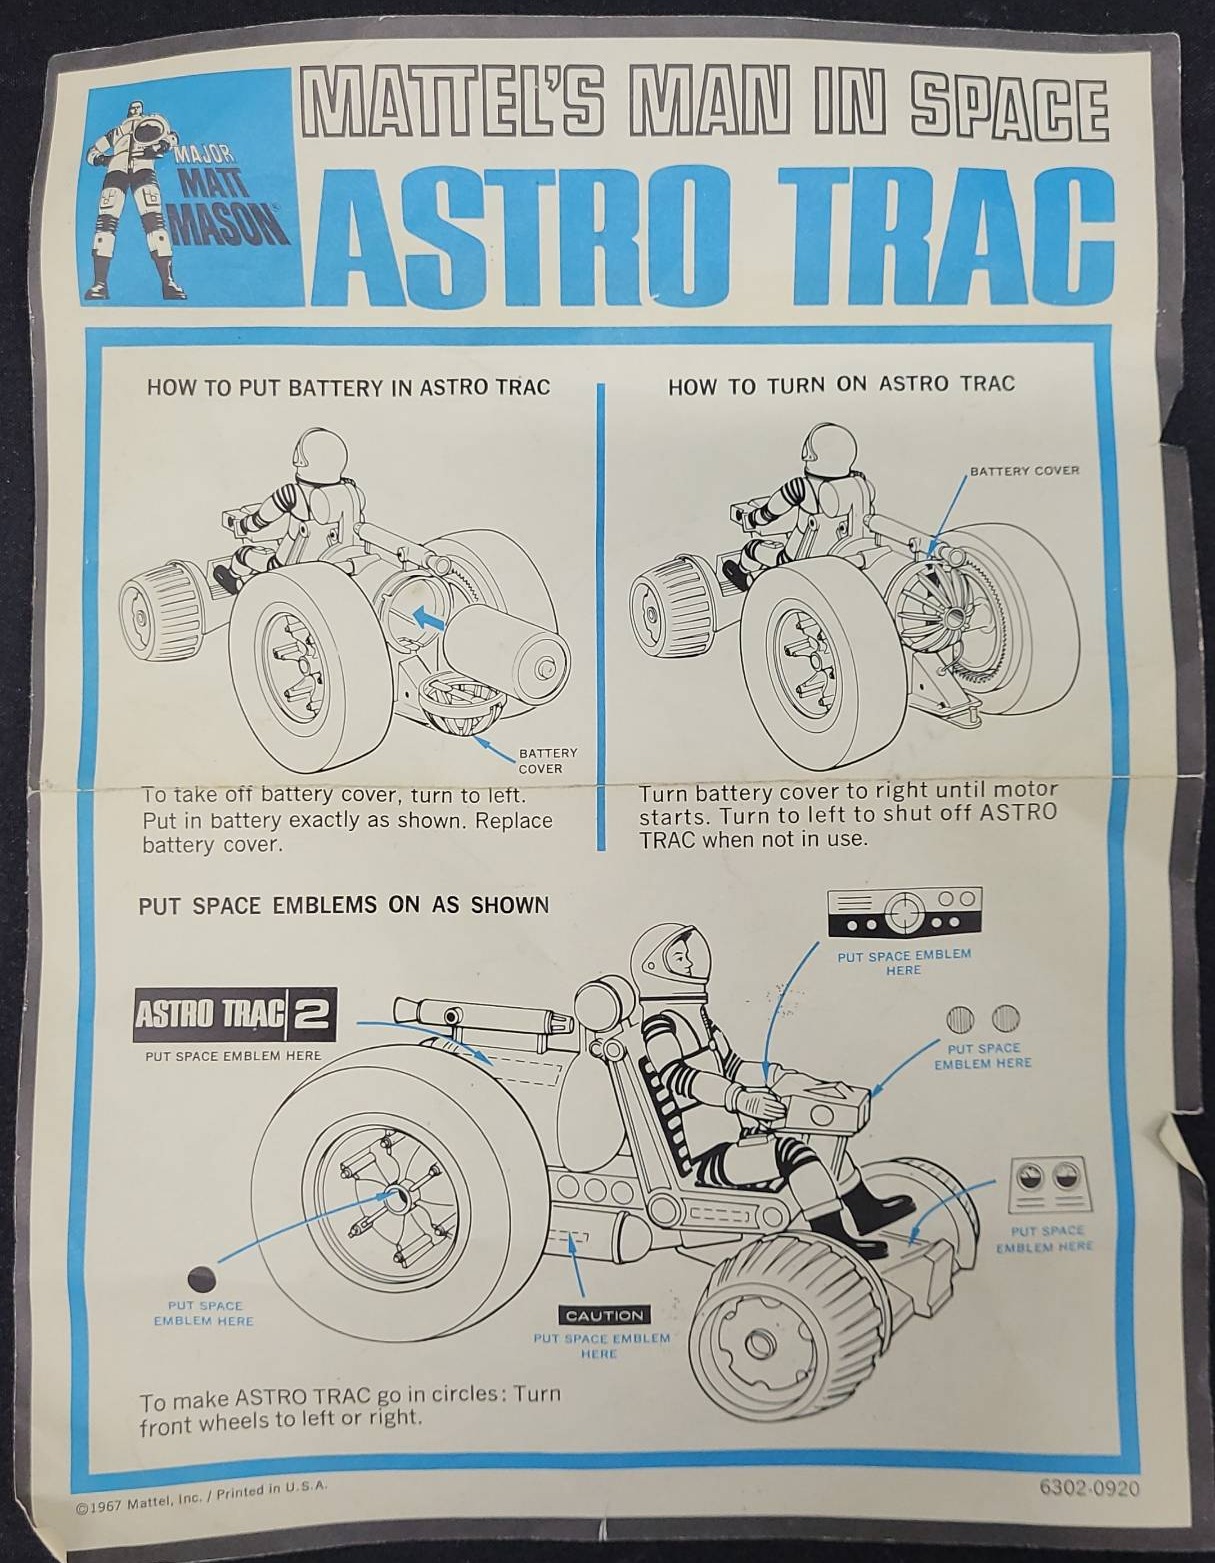 MATTEL'S MAN IN SPACE
MAJOR
MATT
MASON®
ASTRO TRAC
HOW TO PUT BATTERY IN ASTRO TRAC
BATTERY
COVER
To take off battery cover, turn to left.
Put in battery exactly as shown. Replace
battery cover.
HOW TO TURN ON ASTRO TRAC
BATTERY COVER
Turn battery cover to right until motor
starts. Turn to left to shut off ASTRO
TRAC when not in use.
PUT SPACE EMBLEMS ON AS SHOWN
PUT SPACE EMBLEM
HERE
ASTRO TRAC 2
PUT SPACE EMBLEM HERE
PUT SPACE
EMBLEM HERE
PUT SPACE
EMBLEM HERE
PUT SPACE
EMBLEM HERE
CAUTION
PUT SPACE EMBLEM
HERE
To make ASTRO TRAC go in circles: Turn
front wheels to left or right.
©1967 Mattel, Inc. / Printed in U.S.A.
6302-0920